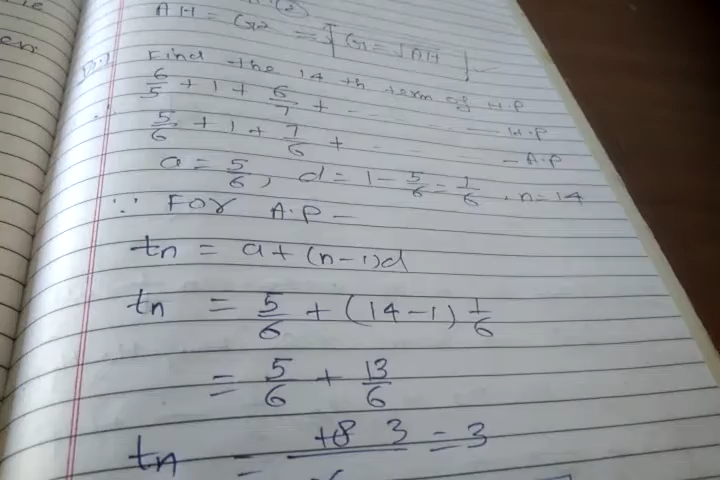 AH = G² = [G = √AH]
Find the 14 th term of H.P
6/5 + 1 + 6/7 + - - - - - H.P
∴ 5/6 + 1 + 7/6 + - - - - - A.P
a = 5/6, d = 1 - 5/6 = 1/6, n = 14
∵ For A.P -
tn = a + (n-1)d
tn = 5/6 + (14-1) 1/6
= 5/6 + 13/6
tn = 18 3 = 3